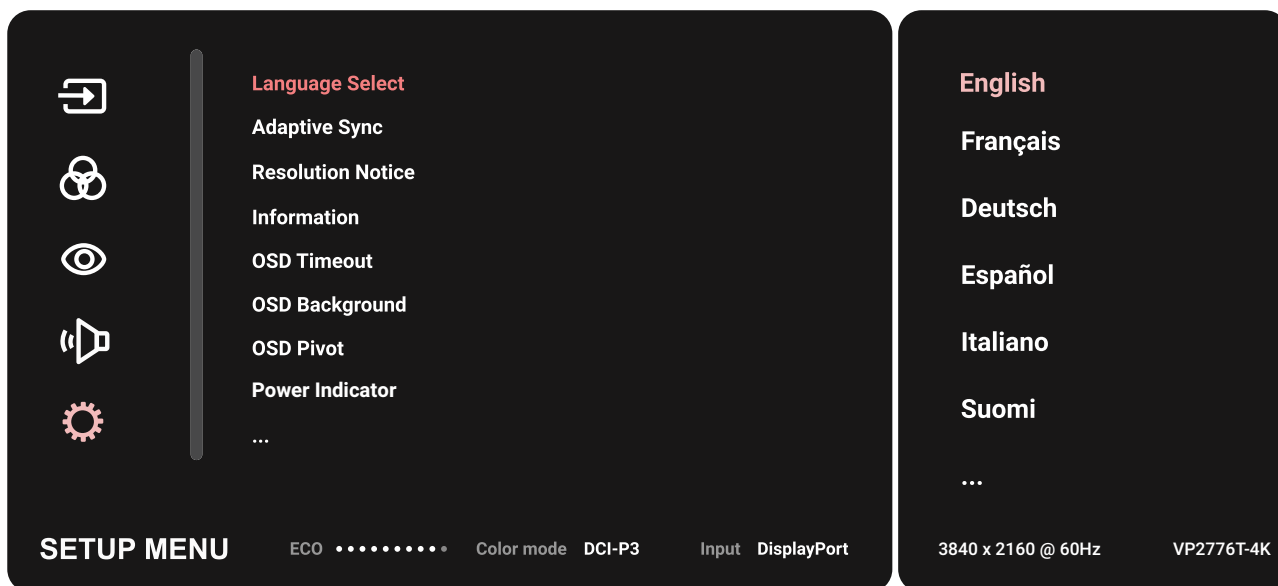 Language Select
Adaptive Sync
Resolution Notice
Information
OSD Timeout
OSD Background
OSD Pivot
Power Indicator
...
SETUP MENU ECO Color mode DCI-P3 Input DisplayPort
English
Français
Deutsch
Español
Italiano
Suomi
...
3840 x 2160 @ 60Hz VP2776T-4K